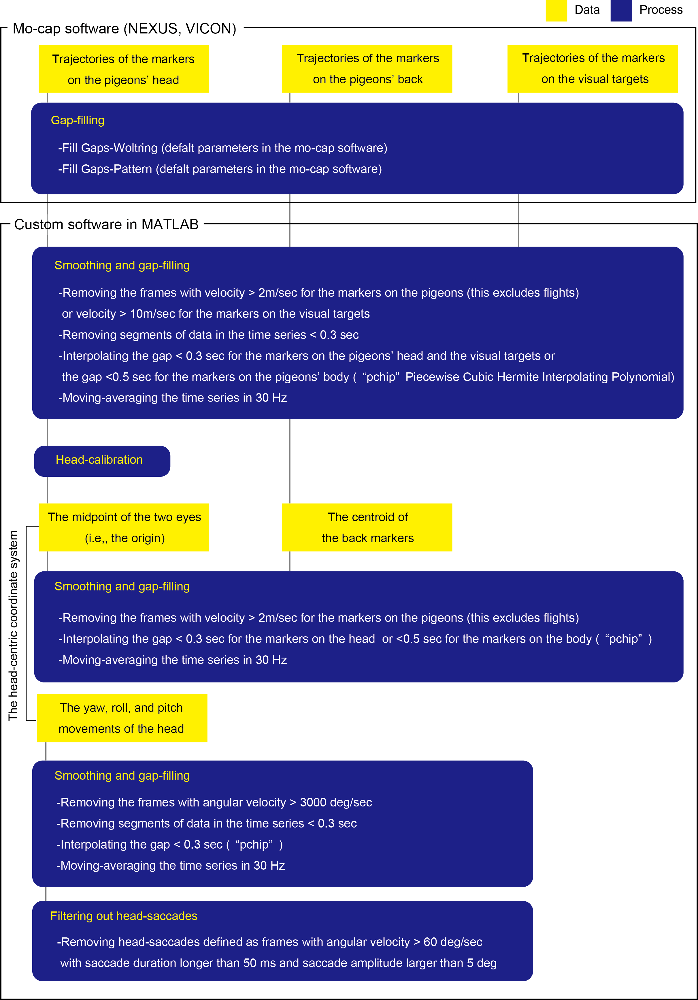 Data
Process
Mo-cap software (NEXUS, VICON)
Trajectories of the markers
on the pigeons’ head
Trajectories of the markers
on the pigeons’ back
Trajectories of the markers
on the visual targets
Gap-filling
-Fill Gaps-Woltring (defalt parameters in the mo-cap software)
-Fill Gaps-Pattern (defalt parameters in the mo-cap software)
Custom software in MATLAB
Smoothing and gap-filling
-Removing the frames with velocity > 2m/sec for the markers on the pigeons (this excludes flights)
or velocity > 10m/sec for the markers on the visual targets
-Removing segments of data in the time series < 0.3 sec
-Interpolating the gap < 0.3 sec for the markers on the pigeons’ head and the visual targets or
the gap <0.5 sec for the markers on the pigeons’ body ( “pchip” Piecewise Cubic Hermite Interpolating Polynomial)
-Moving-averaging the time series in 30 Hz
Head-calibration
The head-centric coordinate system
The midpoint of the two eyes
(i.e,, the origin)
The centroid of
the back markers
Smoothing and gap-filling
-Removing the frames with velocity > 2m/sec for the markers on the pigeons (this excludes flights)
-Interpolating the gap < 0.3 sec for the markers on the head or <0.5 sec for the markers on the body ( “pchip” )
-Moving-averaging the time series in 30 Hz
The yaw, roll, and pitch
movements of the head
Smoothing and gap-filling
-Removing the frames with angular velocity > 3000 deg/sec
-Removing segments of data in the time series < 0.3 sec
-Interpolating the gap < 0.3 sec ( “pchip” )
-Moving-averaging the time series in 30 Hz
Filtering out head-saccades
-Removing head-saccades defined as frames with angular velocity > 60 deg/sec
with saccade duration longer than 50 ms and saccade amplitude larger than 5 deg